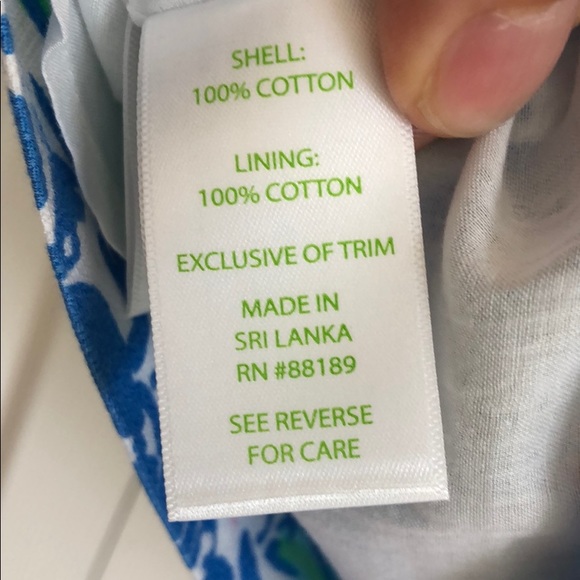 SHELL:
100% COTTON
LINING:
100% COTTON
EXCLUSIVE OF TRIM
MADE IN
SRI LANKA
RN #88189
SEE REVERSE
FOR CARE